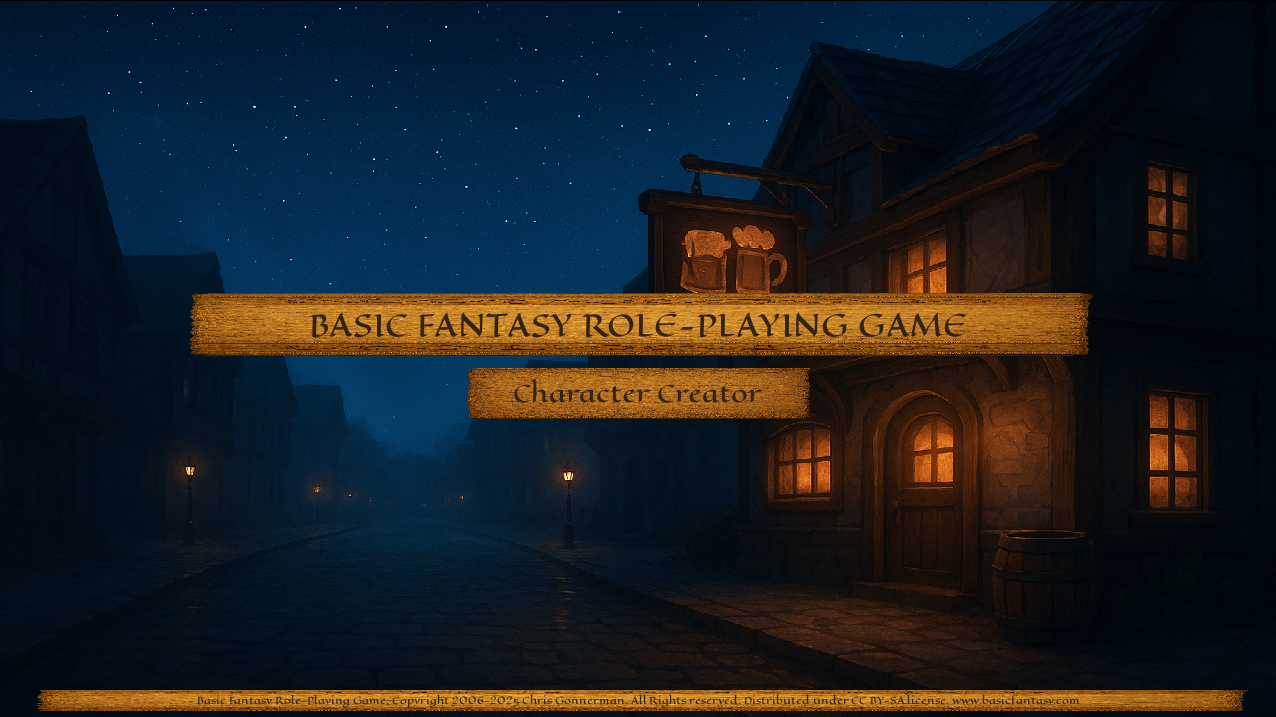 BASIC FANTASY ROLE-PLAYING GAME
Character Creator
Basic Fantasy Role-Playing Game, Copyright 2006-2025 Chris Gonnerman. All Rights reserved. Distributed under CC BY-SA license. www.basicfantasy.com